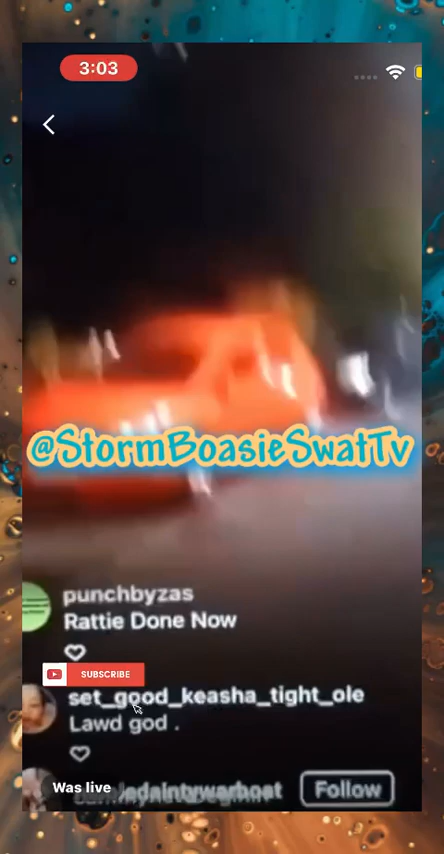 3:03
@StormBoasieSwatTv
punchbyzas
Rattie Done Now
SUBSCRIBE
set_good_keasha_tight_ole
Lawd god .
Was live
Follow